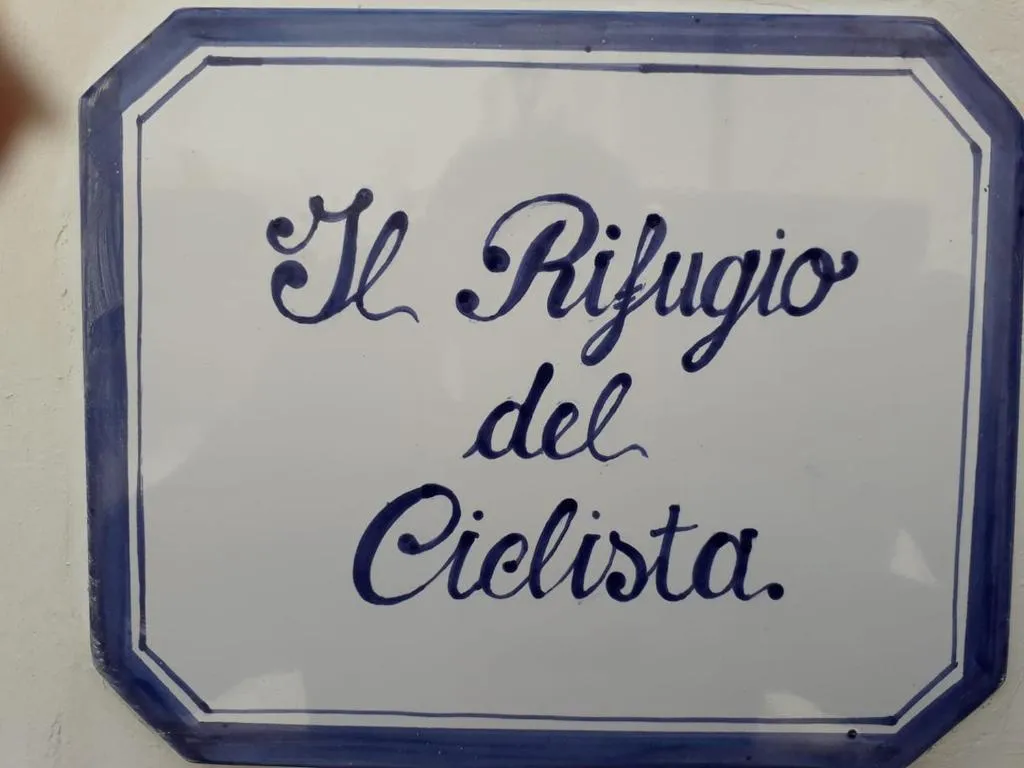 Il Rifugio
del
Ciclista.